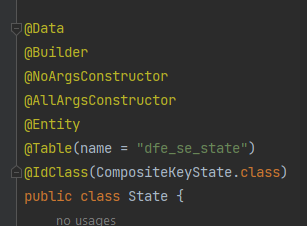 @Data
@Builder
@NoArgsConstructor
@AllArgsConstructor
@Entity
@Table(name = "dfe_se_state")
@IdClass(CompositeKeyState.class)
public class State {
no usages